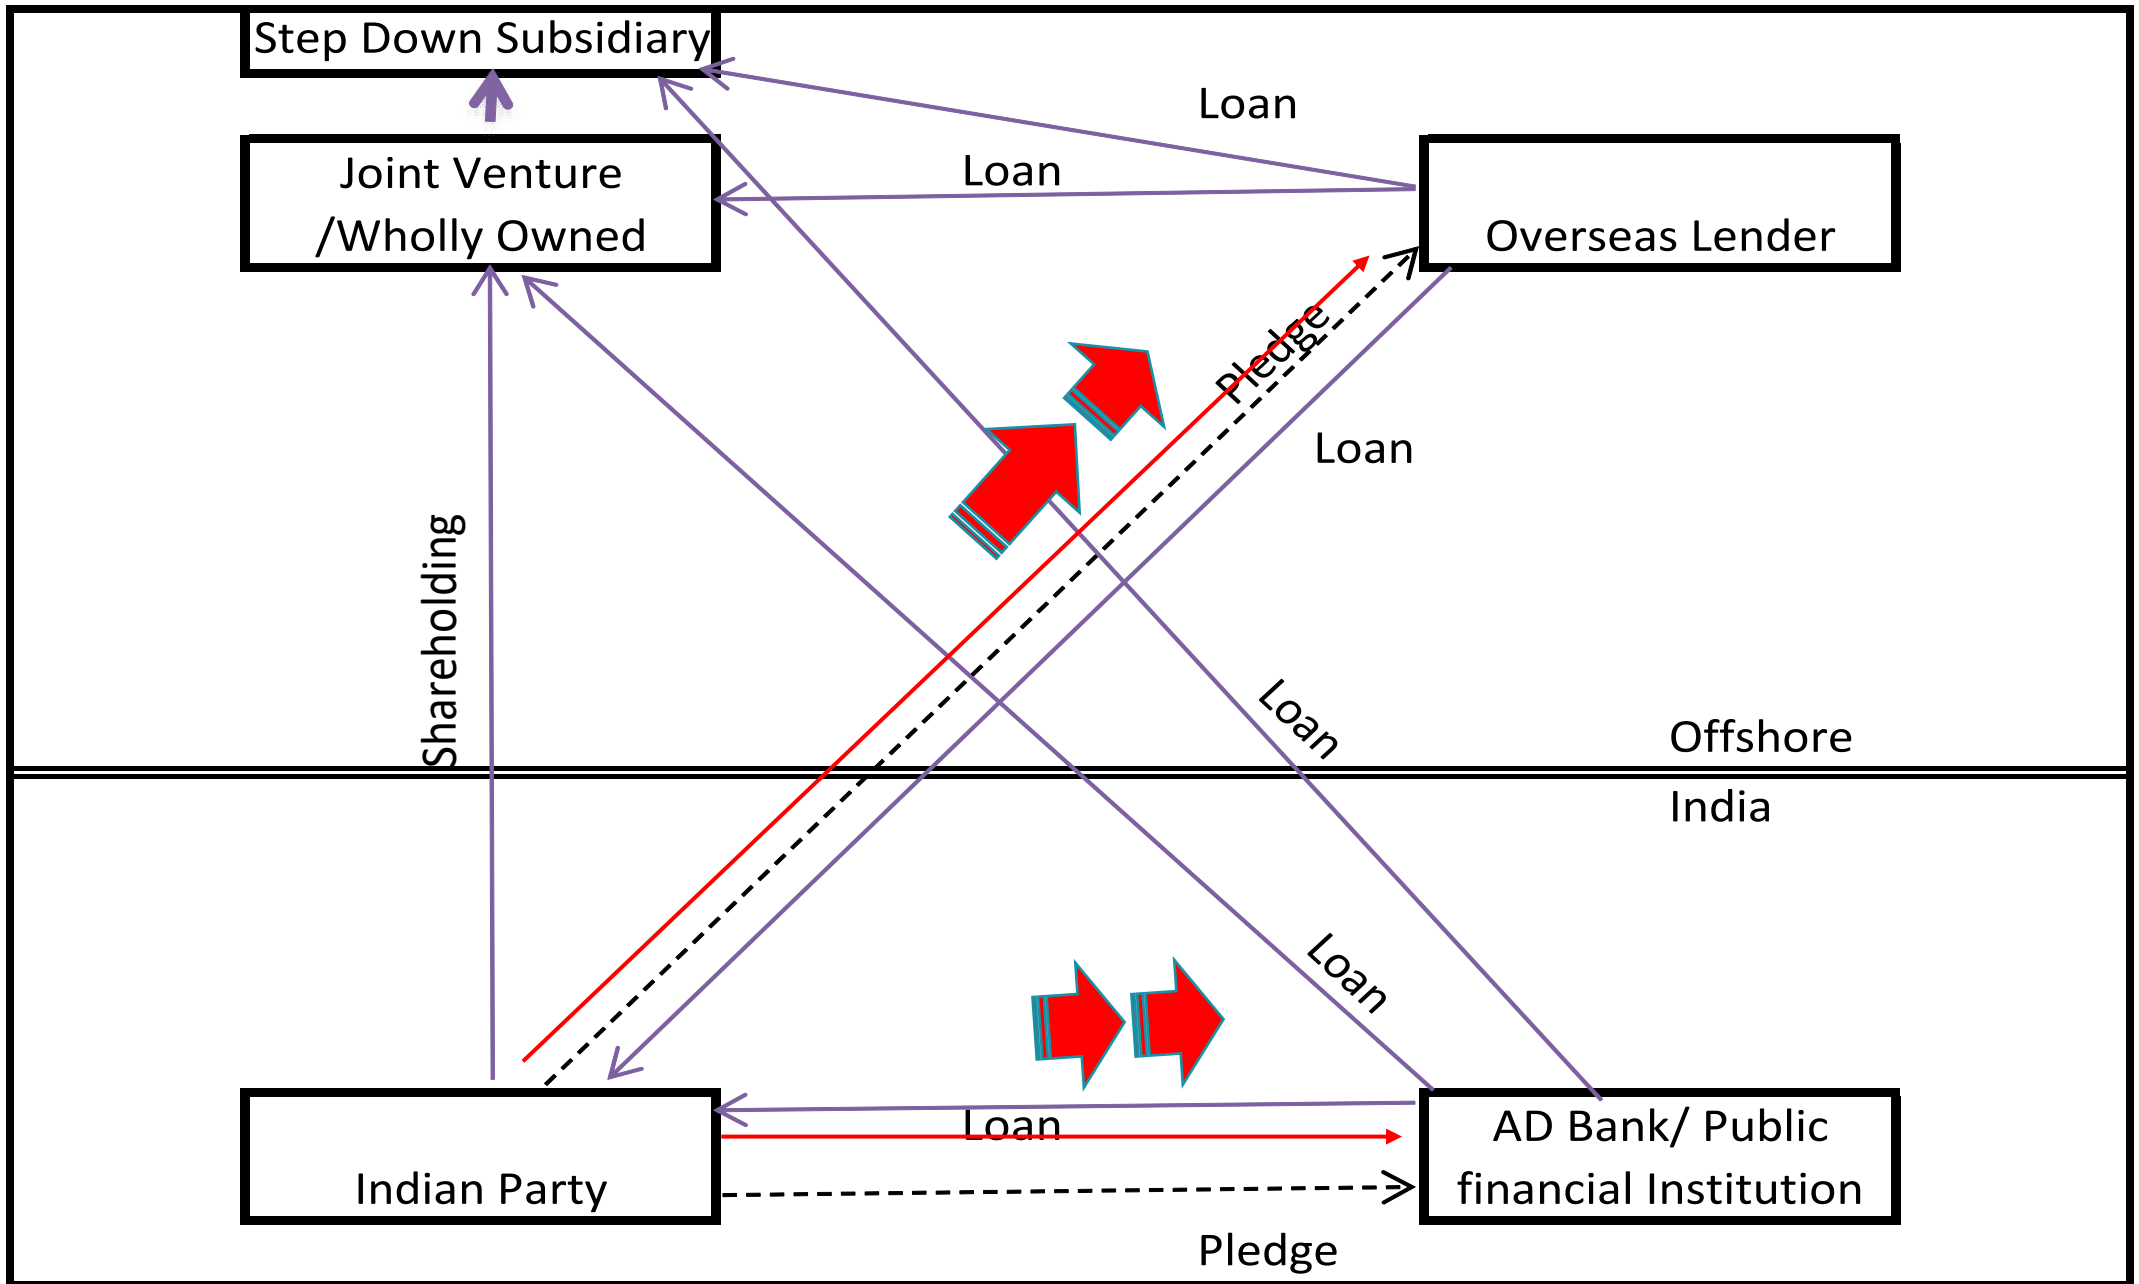 Step Down Subsidiary
Loan
Joint Venture
/Wholly Owned
Loan
Overseas Lender
Pledge
Loan
Shareholding
Loan
Offshore
India
Loan
Loan
Indian Party
AD Bank/ Public
financial Institution
Pledge